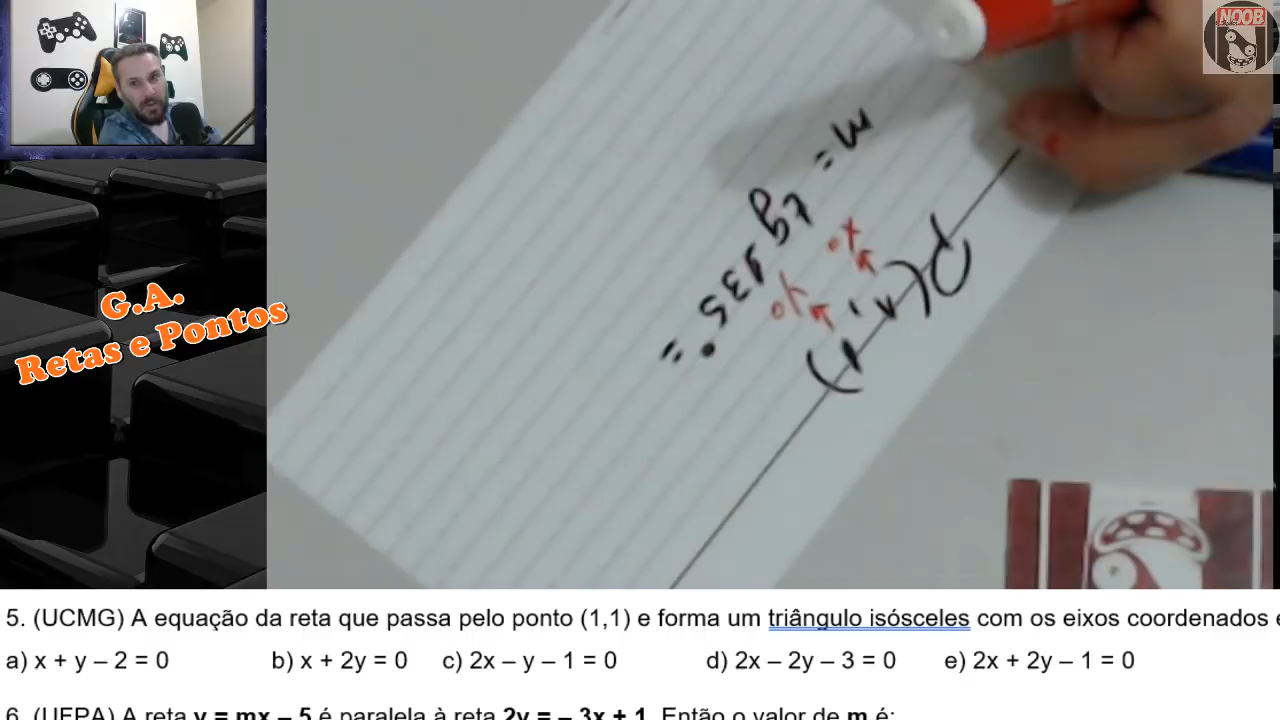 NOOB
P(1,1)
x₀ y₀
m = tg 135° =
G.A.
Retas e Pontos
5. (UCMG) A equação da reta que passa pelo ponto (1,1) e forma um triângulo isósceles com os eixos coordenados
a) x + y – 2 = 0 b) x + 2y = 0 c) 2x – y – 1 = 0 d) 2x – 2y – 3 = 0 e) 2x + 2y – 1 = 0
6. (UFPA) A reta y = mx – 5 é paralela à reta 2y = – 3x + 1. Então o valor de m é: